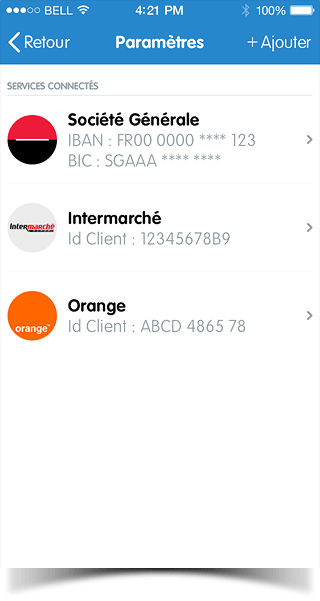 BELL 4:21 PM 100%
Retour Paramètres + Ajouter
SERVICES CONNECTÉS
Société Générale
IBAN : FR00 0000 **** 123
BIC : SGAAA **** ****
Intermarché
Intermarché
Id Client : 12345678B9
Orange
orange™
Id Client : ABCD 4865 78